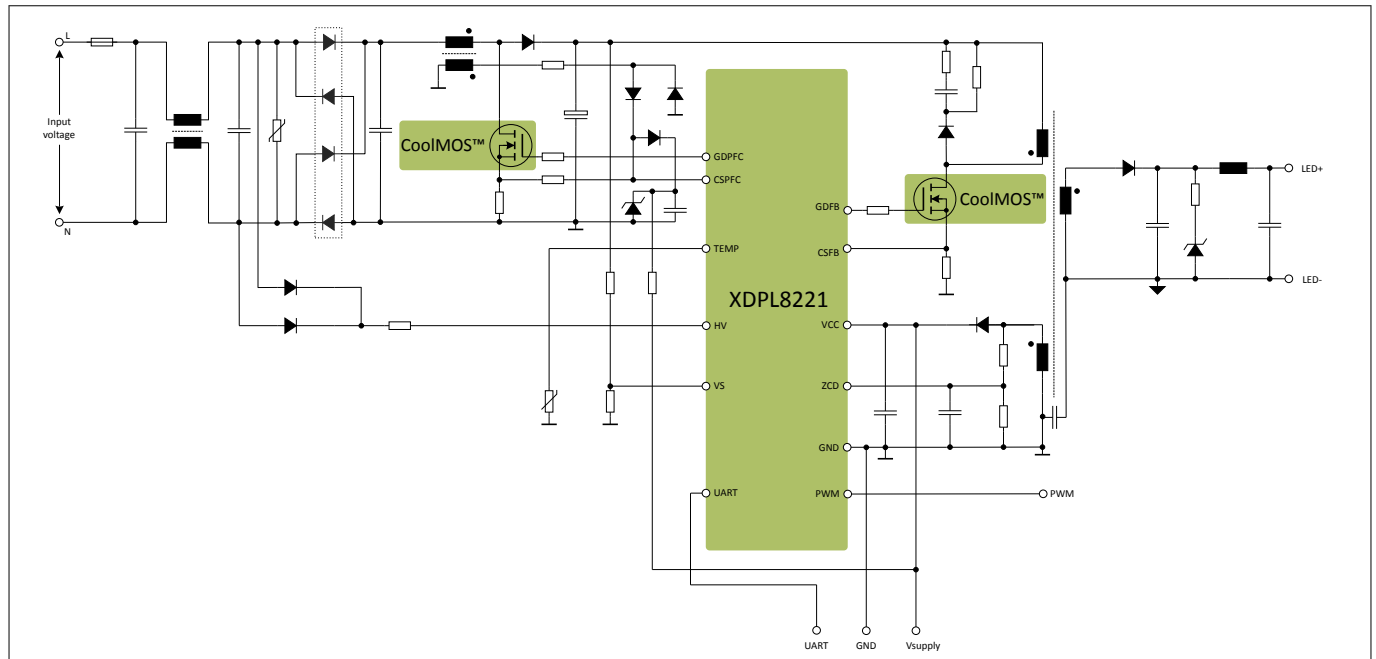 L
Input
voltage
N
CoolMOS™
GDPFC
CSPFC
TEMP
HV
VS
UART
XDPL8221
GDFB
CSFB
VCC
ZCD
GND
PWM
CoolMOS™
LED+
LED-
PWM
UART
GND
Vsupply